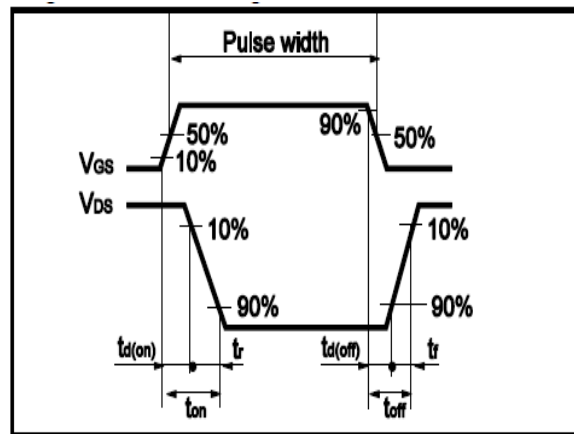 Pulse width
90%
50%
50%
VGS
10%
VDS
10%
10%
90%
90%
td(on)
tr
td(off)
tf
ton
toff